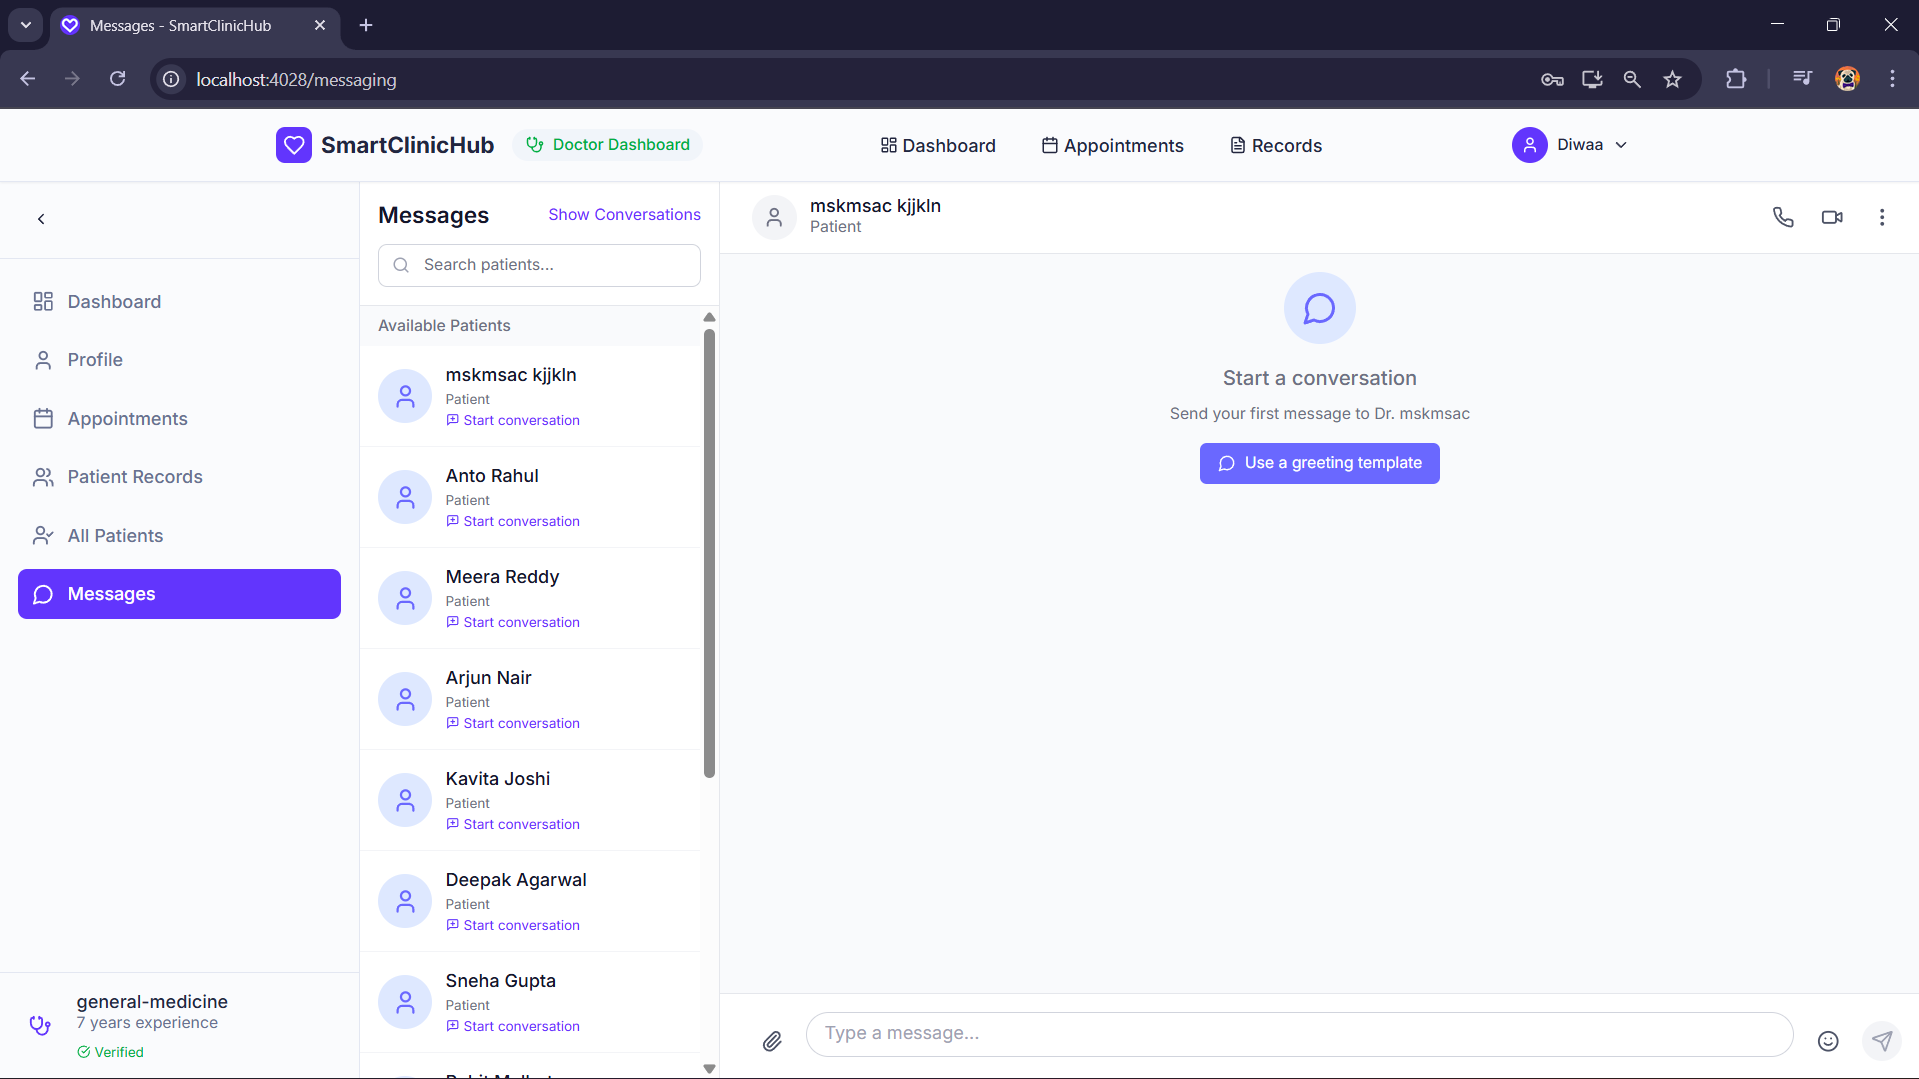 Messages - SmartClinicHub
localhost:4028/messaging
SmartClinicHub
Doctor Dashboard
Dashboard
Appointments
Records
Diwaa
Dashboard
Profile
Appointments
Patient Records
All Patients
Messages
general-medicine
7 years experience
Verified
Messages
Show Conversations
Search patients...
Available Patients
mskmsac kjjkln
Patient
Start conversation
Anto Rahul
Patient
Start conversation
Meera Reddy
Patient
Start conversation
Arjun Nair
Patient
Start conversation
Kavita Joshi
Patient
Start conversation
Deepak Agarwal
Patient
Start conversation
Sneha Gupta
Patient
Start conversation
mskmsac kjjkln
Patient
Start a conversation
Send your first message to Dr. mskmsac
Use a greeting template
Type a message...